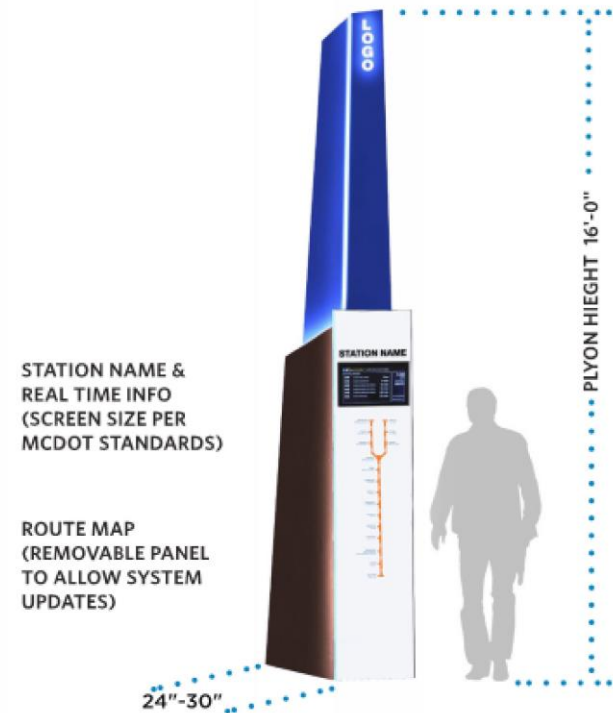 LOGO
STATION NAME
STATION NAME &
REAL TIME INFO
(SCREEN SIZE PER
MCDOT STANDARDS)
ROUTE MAP
(REMOVABLE PANEL
TO ALLOW SYSTEM
UPDATES)
24"-30"
PLYON HIEGHT 16'-0"